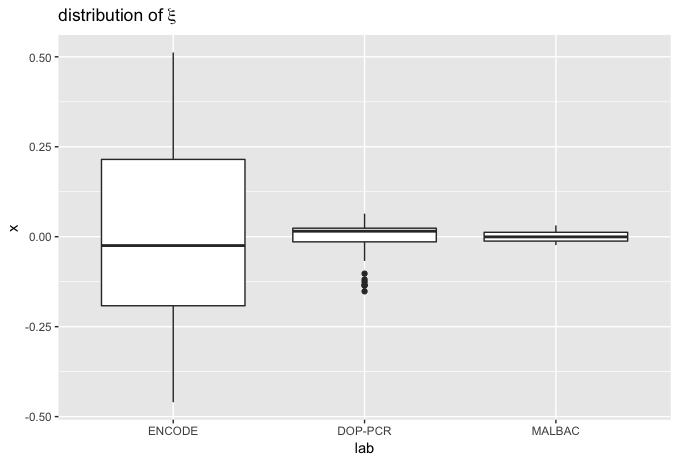 distribution of ξ
0.50
0.25
0.00
-0.25
-0.50
x
ENCODE DOP-PCR MALBAC
lab